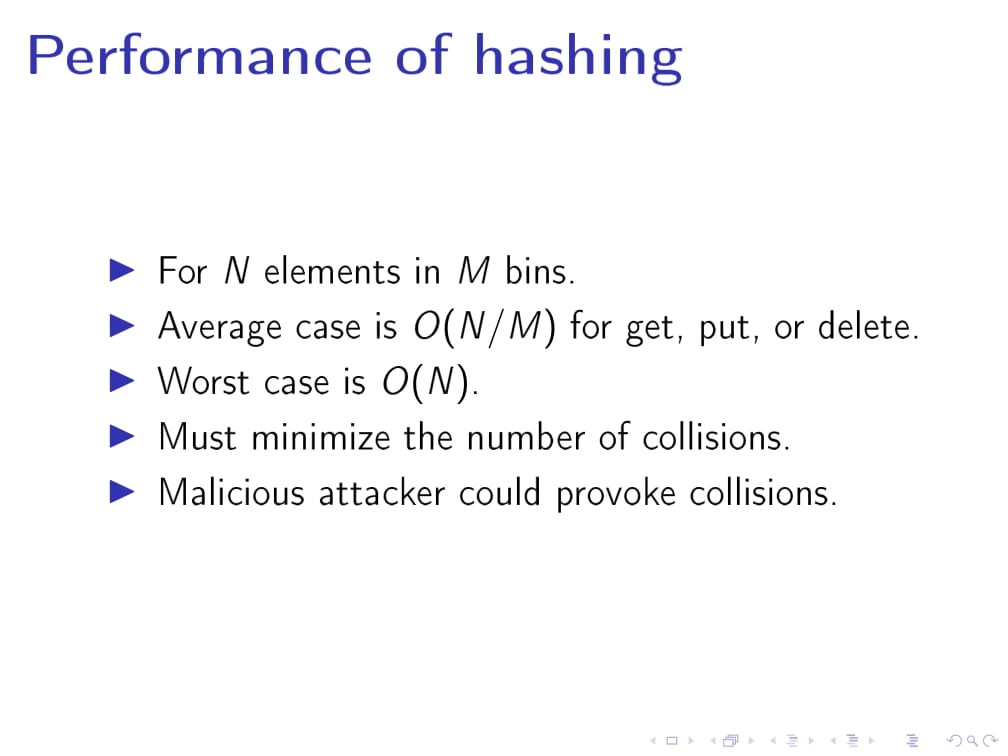 Performance of hashing
For N elements in M bins.
Average case is O(N/M) for get, put, or delete.
Worst case is O(N).
Must minimize the number of collisions.
Malicious attacker could provoke collisions.